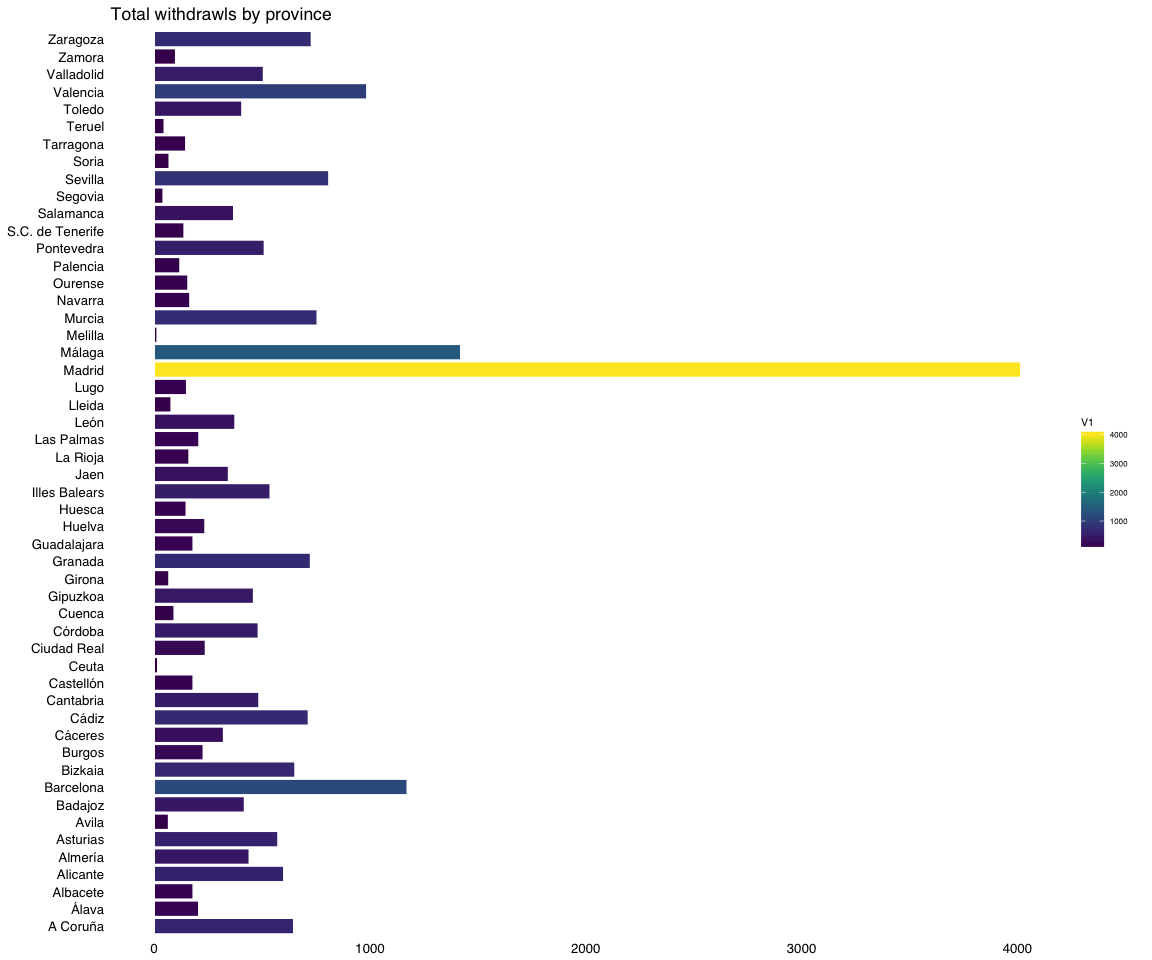 Total withdrawls by province
Zaragoza
Zamora
Valladolid
Valencia
Toledo
Teruel
Tarragona
Soria
Sevilla
Segovia
Salamanca
S.C. de Tenerife
Pontevedra
Palencia
Ourense
Navarra
Murcia
Melilla
Málaga
Madrid
Lugo
Lleida
León
Las Palmas
La Rioja
Jaen
Illes Balears
Huesca
Huelva
Guadalajara
Granada
Girona
Gipuzkoa
Cuenca
Córdoba
Ciudad Real
Ceuta
Castellón
Cantabria
Cádiz
Cáceres
Burgos
Bizkaia
Barcelona
Badajoz
Avila
Asturias
Almería
Alicante
Albacete
Álava
A Coruña
0 1000 2000 3000 4000
V1
4000
3000
2000
1000